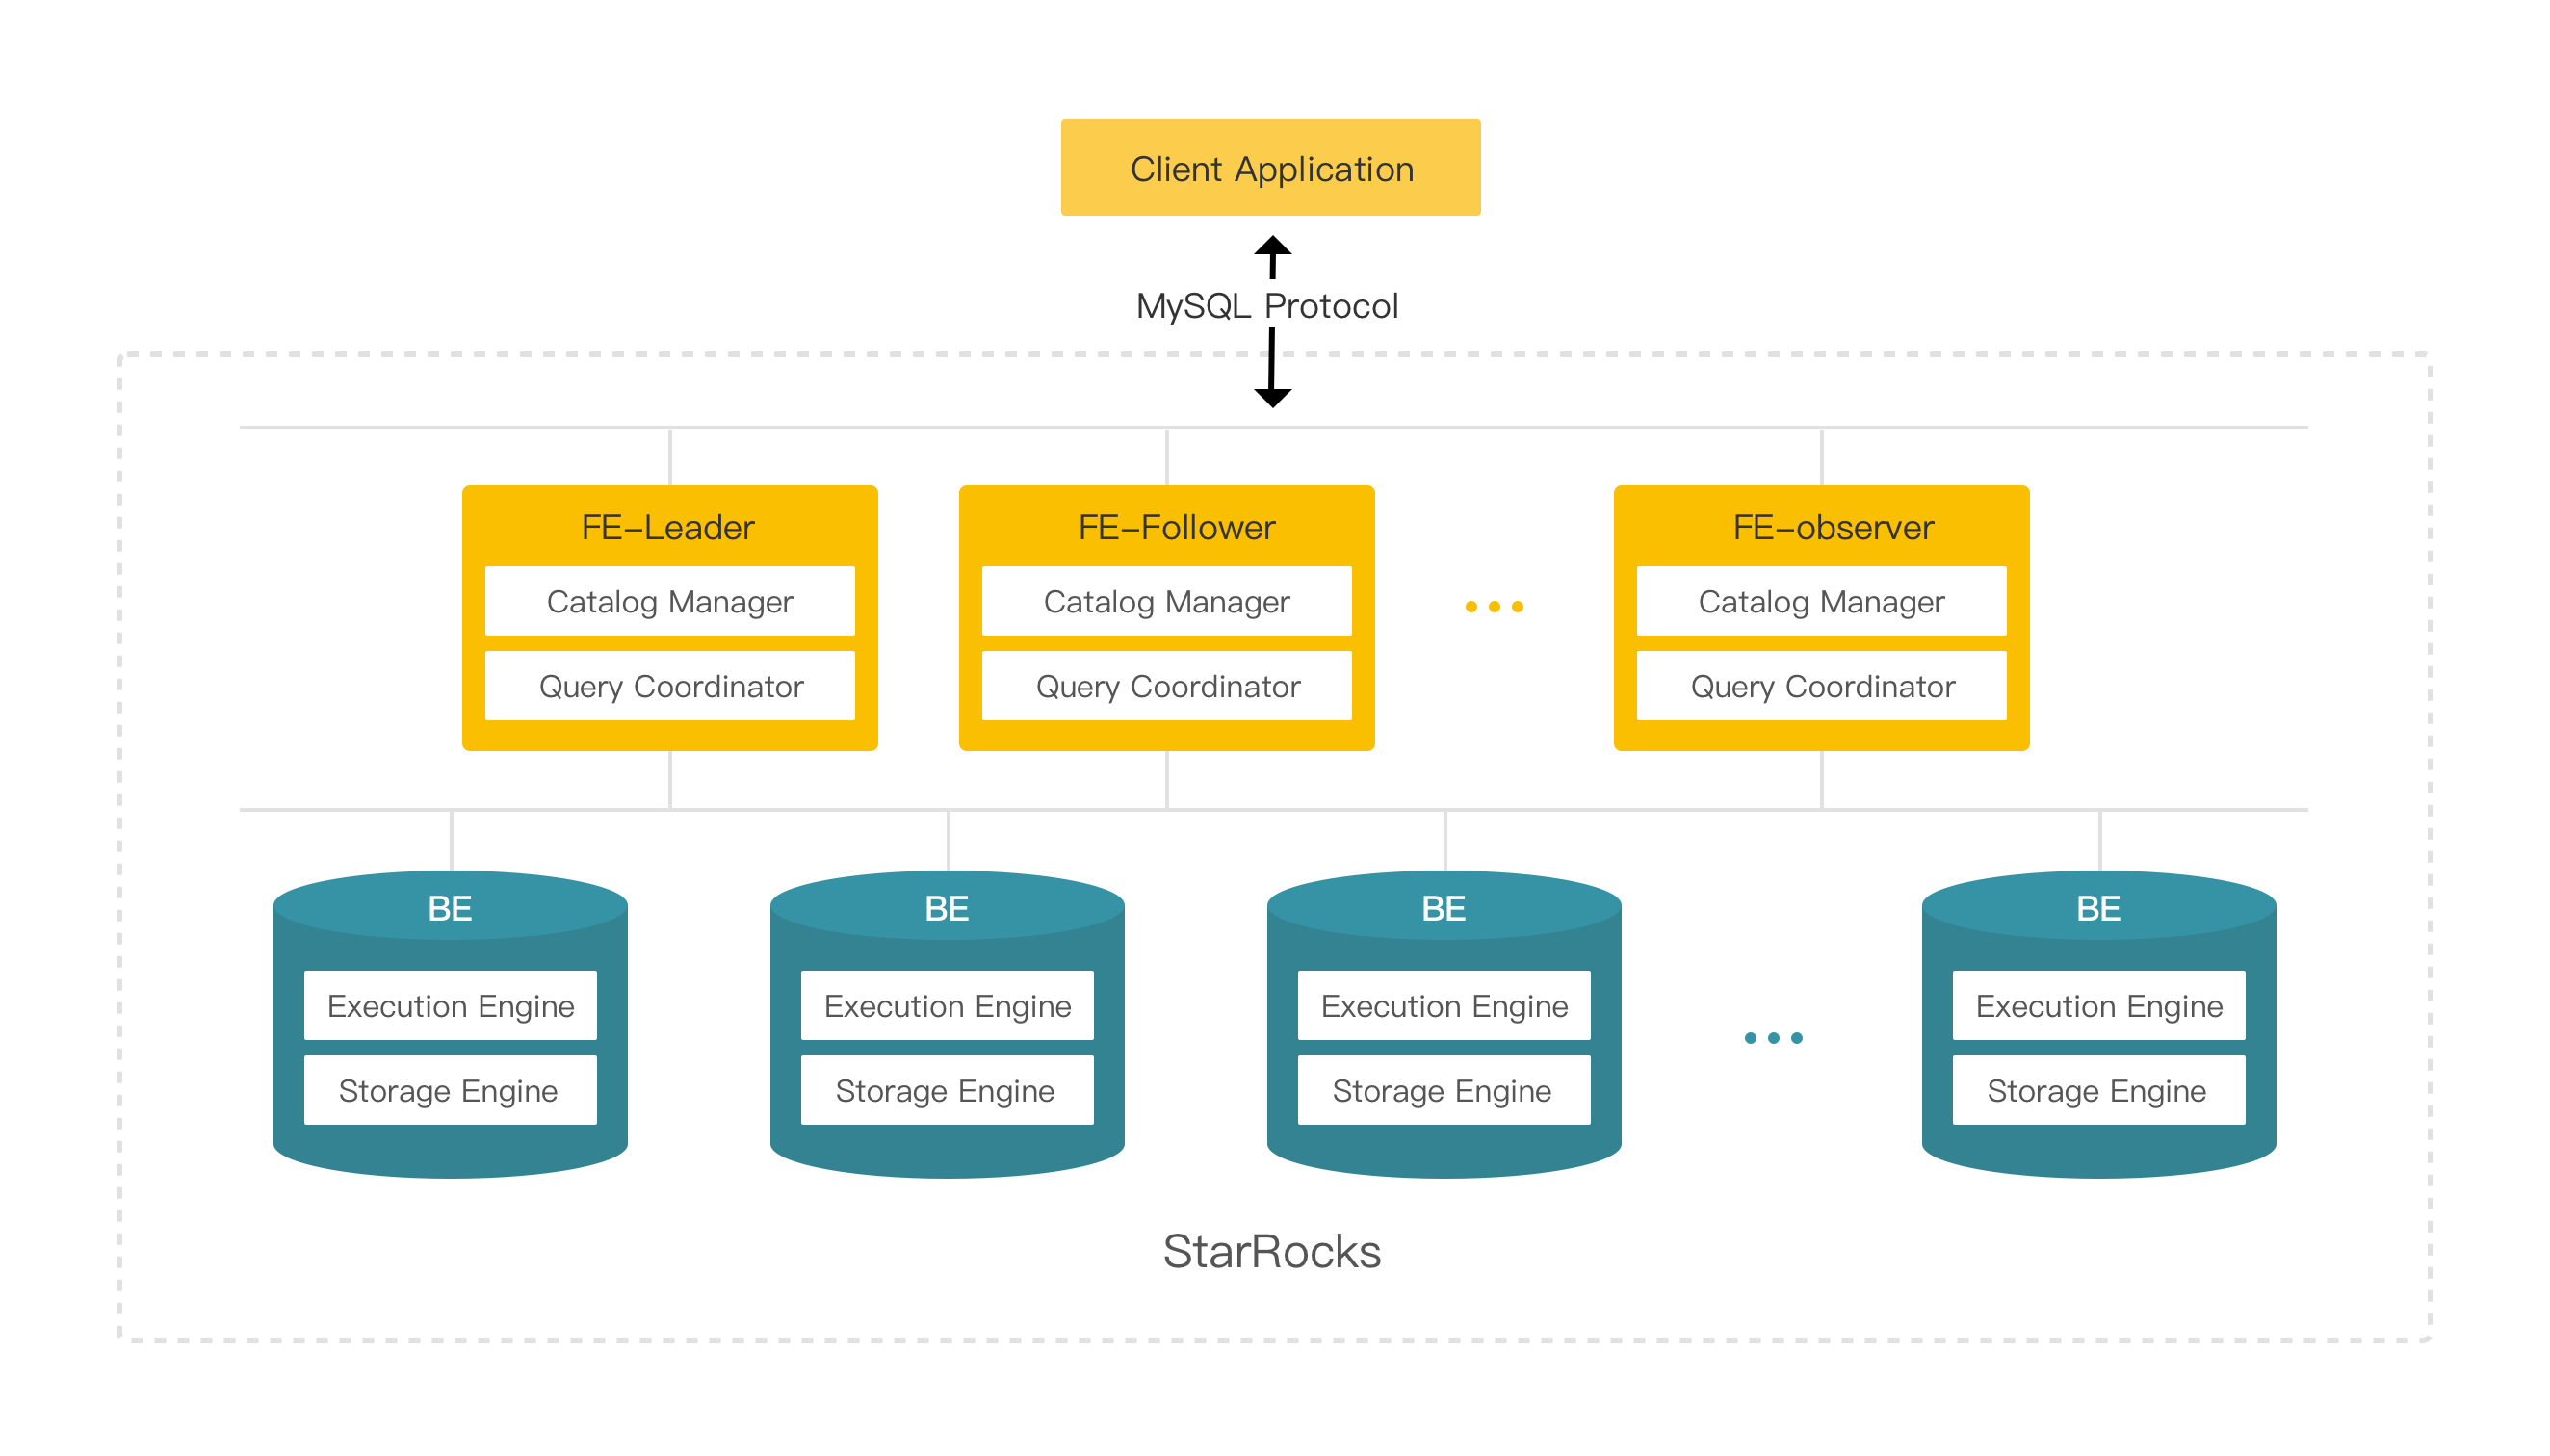 Client Application
MySQL Protocol
FE-Leader
Catalog Manager
Query Coordinator
FE-Follower
Catalog Manager
Query Coordinator
FE-observer
Catalog Manager
Query Coordinator
BE
Execution Engine
Storage Engine
BE
Execution Engine
Storage Engine
BE
Execution Engine
Storage Engine
BE
Execution Engine
Storage Engine
StarRocks